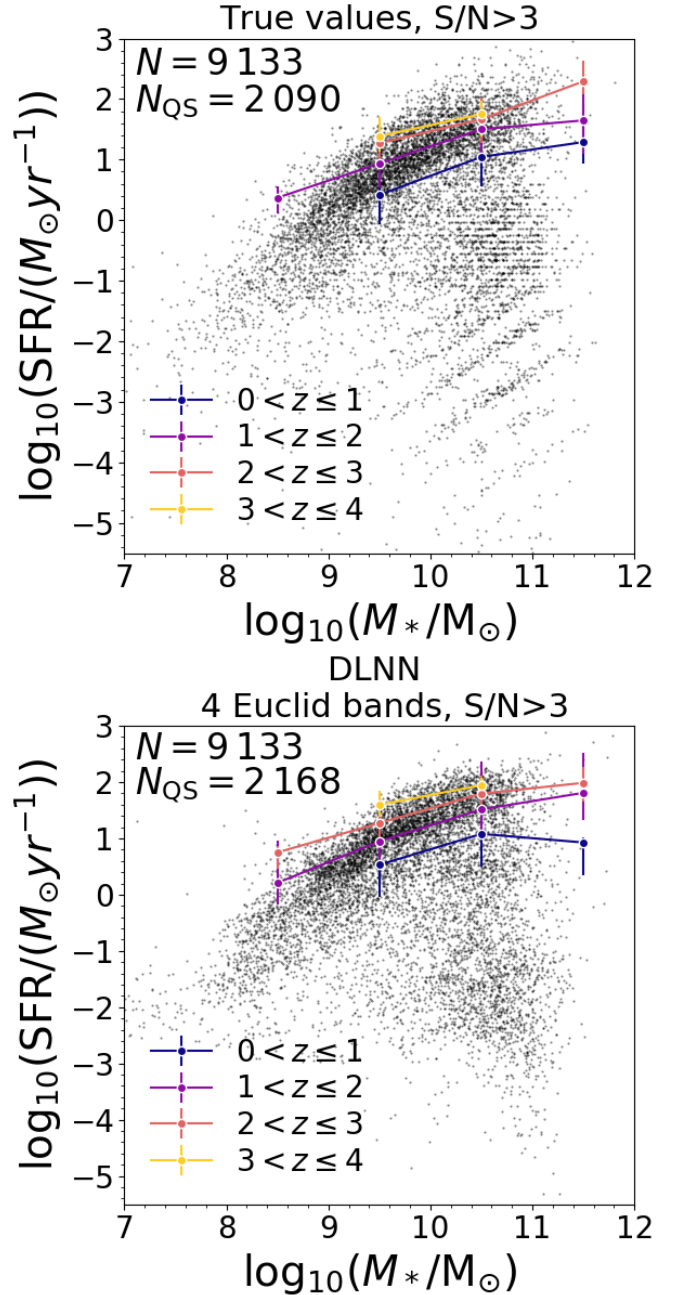 True values, S/N>3
N = 9 133
N_QS = 2 090
log₁₀(SFR/(M⊙yr⁻¹))
3
2
1
0
−1
−2
−3
−4
−5
0 < z ≤ 1
1 < z ≤ 2
2 < z ≤ 3
3 < z ≤ 4
7 8 9 10 11 12
log₁₀(M*/M⊙)
DLNN
4 Euclid bands, S/N>3
N = 9 133
N_QS = 2 168
log₁₀(SFR/(M⊙yr⁻¹))
3
2
1
0
−1
−2
−3
−4
−5
0 < z ≤ 1
1 < z ≤ 2
2 < z ≤ 3
3 < z ≤ 4
7 8 9 10 11 12
log₁₀(M*/M⊙)